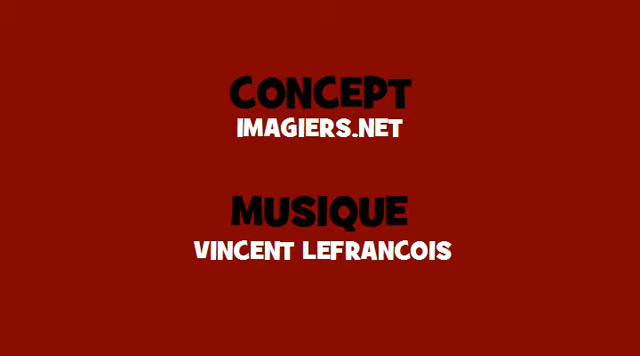 CONCEPT
IMAGIERS.NET
MUSIQUE
VINCENT LEFRANCOIS